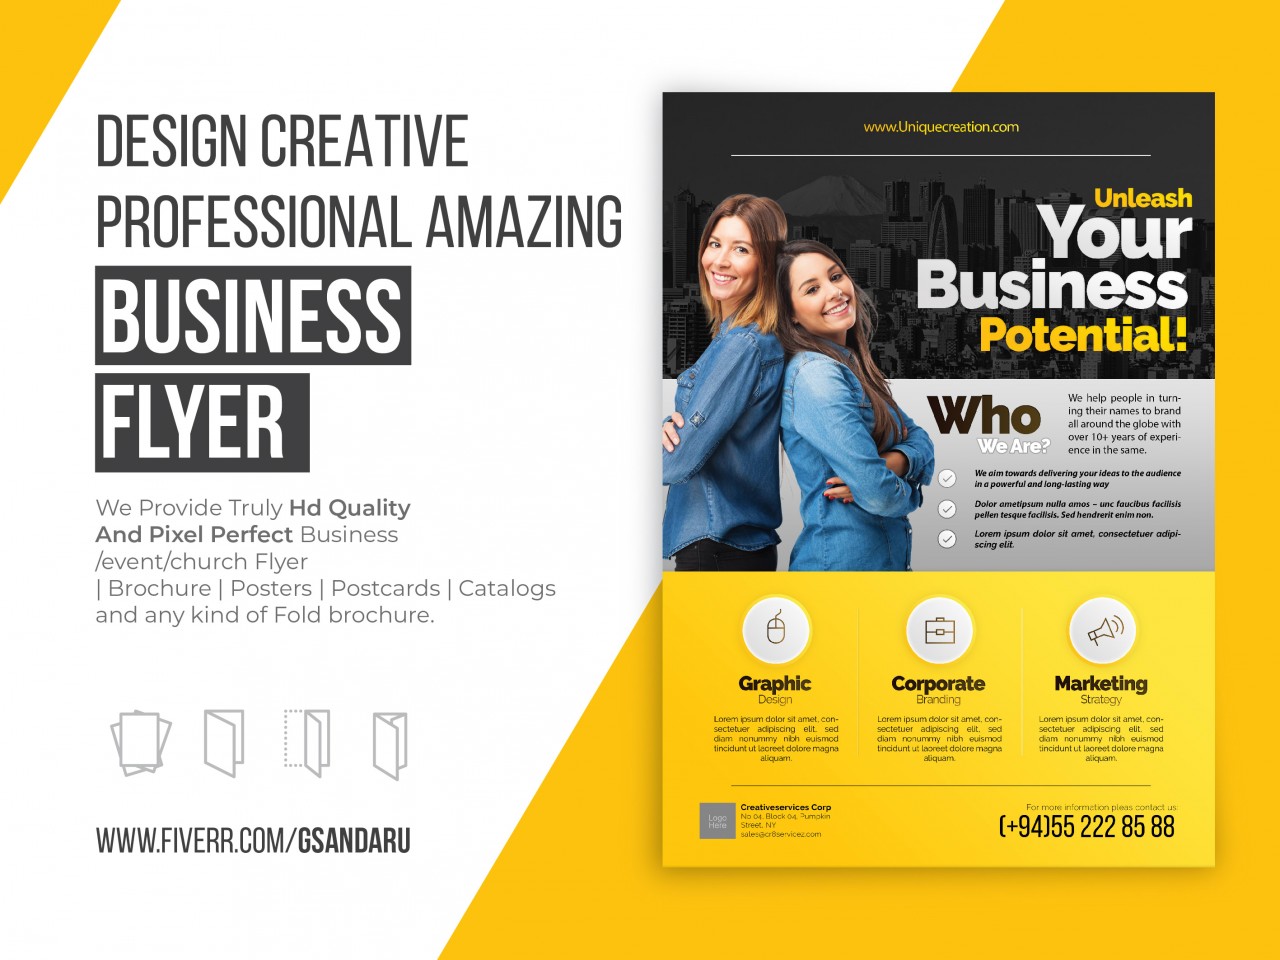 DESIGN CREATIVE
PROFESSIONAL AMAZING
BUSINESS
FLYER
We Provide Truly Hd Quality
And Pixel Perfect Business
/event/church Flyer
| Brochure | Posters | Postcards | Catalogs
and any kind of Fold brochure.
WWW.FIVERR.COM/GSANDARU
www.Uniquecreation.com
Unleash
Your
Business
Potential!
Who
We Are?
We help people in turn-
ing their names to brand
all around the globe with
over 10+ years of experi-
ence in the same.
We aim towards delivering your ideas to the audience
in a powerful and long-lasting way
Dolor ametipsum nulla amos – unc faucibus facilisis
pellen tesque facilisis. Sed hendrerit enim non.
Lorem ipsum dolor sit amet, consectetuer adipi-
scing elit.
Graphic
Design
Lorem ipsum dolor sit amet, con-
sectetuer adipiscing elit, sed
diam nonummy nibh euismod
tincidunt ut laoreet dolore magna
aliquam.
Corporate
Branding
Lorem ipsum dolor sit amet, con-
sectetuer adipiscing elit, sed
diam nonummy nibh euismod
tincidunt ut laoreet dolore magna
aliquam.
Marketing
Strategy
Lorem ipsum dolor sit amet, con-
sectetuer adipiscing elit, sed
diam nonummy nibh euismod
tincidunt ut laoreet dolore magna
aliquam.
Logo
Here
Creativeservices Corp
No 04, Block 04, Pumpkin
Street, NY
sales@cr8servicez.com
For more information pleas contact us
(+94)55 222 85 88